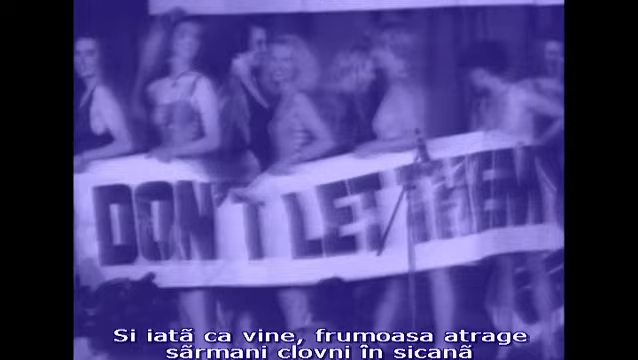 DON'T LET THEM
Si iatã ca vine, frumoasa atrage
sãrmani clovni în sicanã